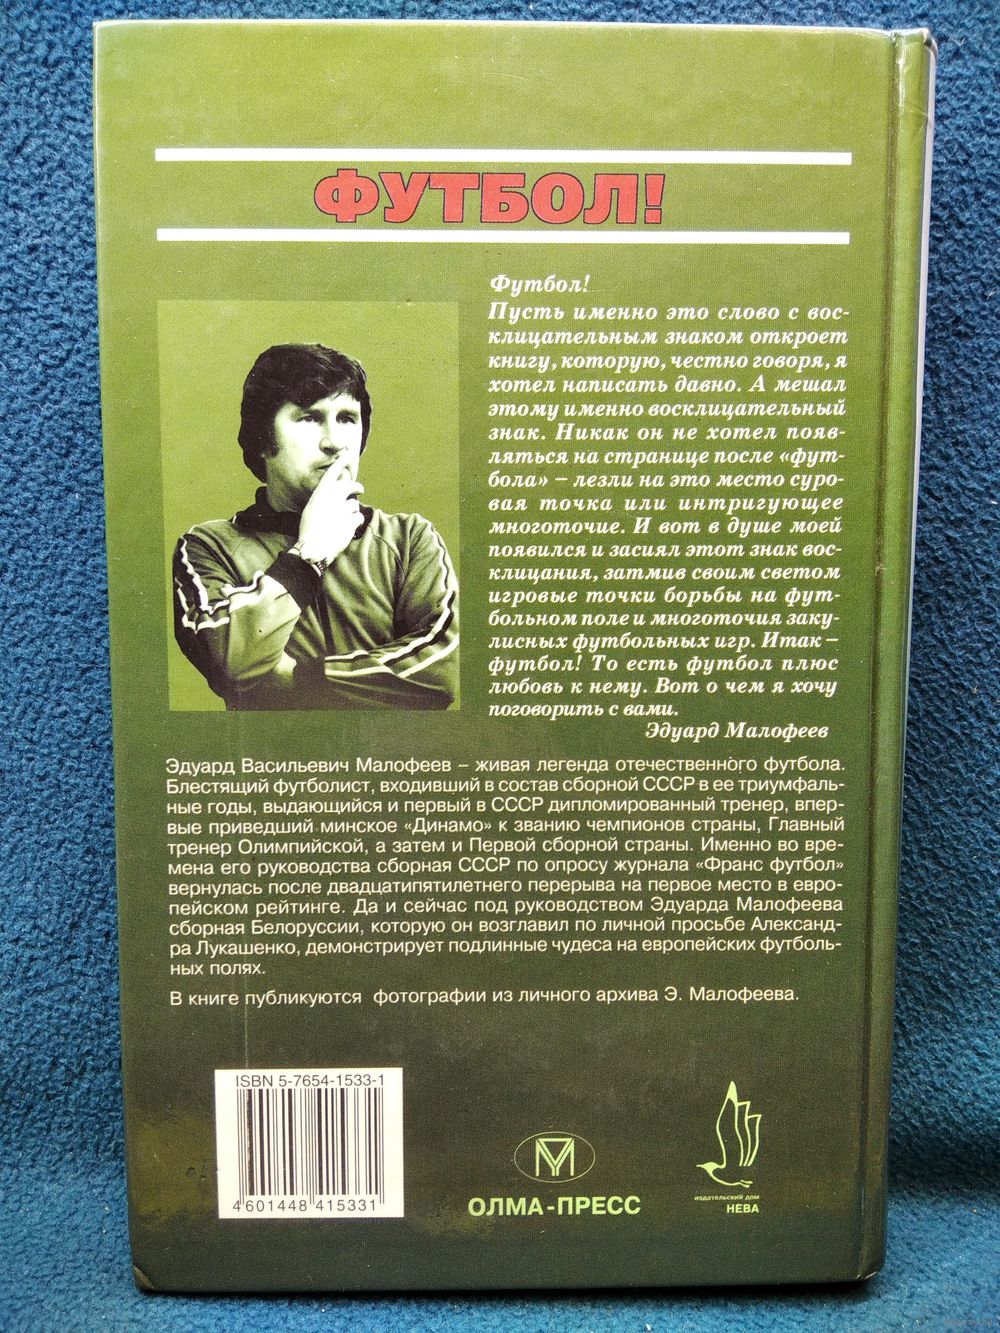 ФУТБОЛ!
Футбол!
Пусть именно это слово с вос-
клицательным знаком откроет
книгу, которую, честно говоря, я
хотел написать давно. А мешал
этому именно восклицательный
знак. Никак он не хотел появ-
ляться на странице после «фут-
бола» – лезли на это место суро-
вая точка или интригующее
многоточие. И вот в душе моей
появился и засиял этот знак вос-
клицания, затмив своим светом
игровые точки борьбы на фут-
больном поле и многоточия заку-
лисных футбольных игр. Итак –
футбол! То есть футбол плюс
любовь к нему. Вот о чем я хочу
поговорить с вами.
Эдуард Малофеев
Эдуард Васильевич Малофеев – живая легенда отечественного футбола.
Блестящий футболист, входивший в состав сборной СССР в ее триумфаль-
ные годы, выдающийся и первый в СССР дипломированный тренер, впер-
вые приведший минское «Динамо» к званию чемпионов страны, Главный
тренер Олимпийской, а затем и Первой сборной страны. Именно во вре-
мена его руководства сборная СССР по опросу журнала «Франс футбол»
вернулась после двадцатипятилетнего перерыва на первое место в евро-
пейском рейтинге. Да и сейчас под руководством Эдуарда Малофеева
сборная Белоруссии, которую он возглавил по личной просьбе Александ-
ра Лукашенко, демонстрирует подлинные чудеса на европейских футболь-
ных полях.
В книге публикуются фотографии из личного архива Э. Малофеева.
ISBN 5-7654-1533-1
4 601448 415331
ОЛМА-ПРЕСС
издательский дом
НЕВА